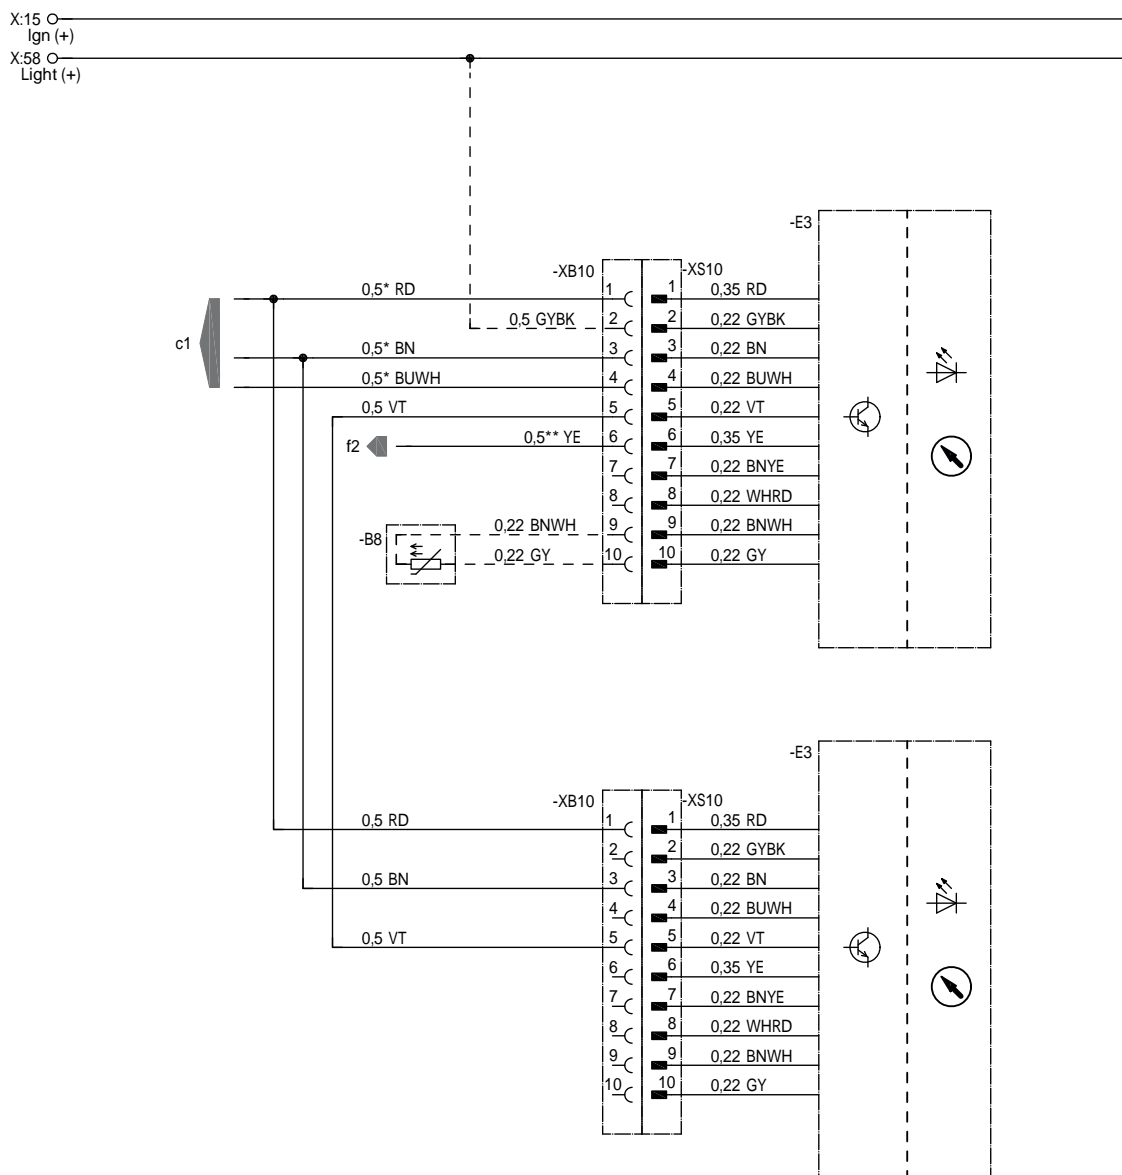 X:15
Ign (+)
X:58
Light (+)
-E3
-XB10
-XS10
0,5* RD 1 1 0,35 RD
0,5 GYBK 2 2 0,22 GYBK
c1
0,5* BN 3 3 0,22 BN
0,5* BUWH 4 4 0,22 BUWH
0,5 VT 5 5 0,22 VT
f2 0,5** YE 6 6 0,35 YE
7 7 0,22 BNYE
8 8 0,22 WHRD
-B8 0,22 BNWH 9 9 0,22 BNWH
0,22 GY 10 10 0,22 GY
-E3
-XB10
-XS10
0,5 RD 1 1 0,35 RD
2 2 0,22 GYBK
0,5 BN 3 3 0,22 BN
4 4 0,22 BUWH
0,5 VT 5 5 0,22 VT
6 6 0,35 YE
7 7 0,22 BNYE
8 8 0,22 WHRD
9 9 0,22 BNWH
10 10 0,22 GY